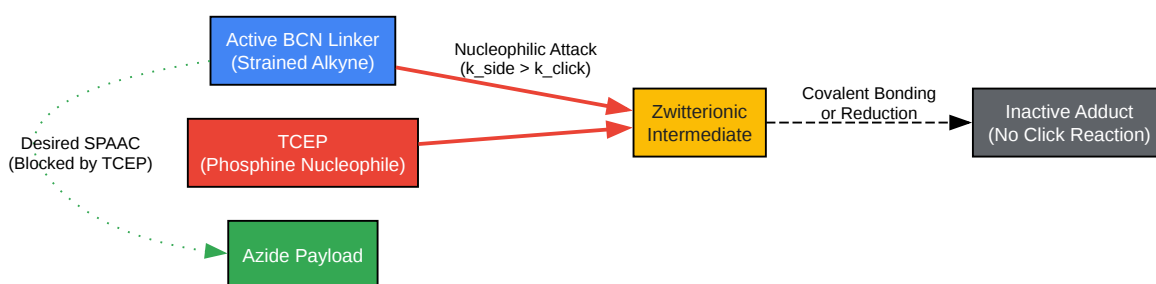 Active BCN Linker
(Strained Alkyne)
Nucleophilic Attack
(k_side > k_click)
Desired SPAAC
(Blocked by TCEP)
TCEP
(Phosphine Nucleophile)
Zwitterionic
Intermediate
Covalent Bonding
or Reduction
Inactive Adduct
(No Click Reaction)
Azide Payload